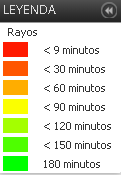 LEYENDA
Rayos
< 9 minutos
< 30 minutos
< 60 minutos
< 90 minutos
< 120 minutos
< 150 minutos
180 minutos